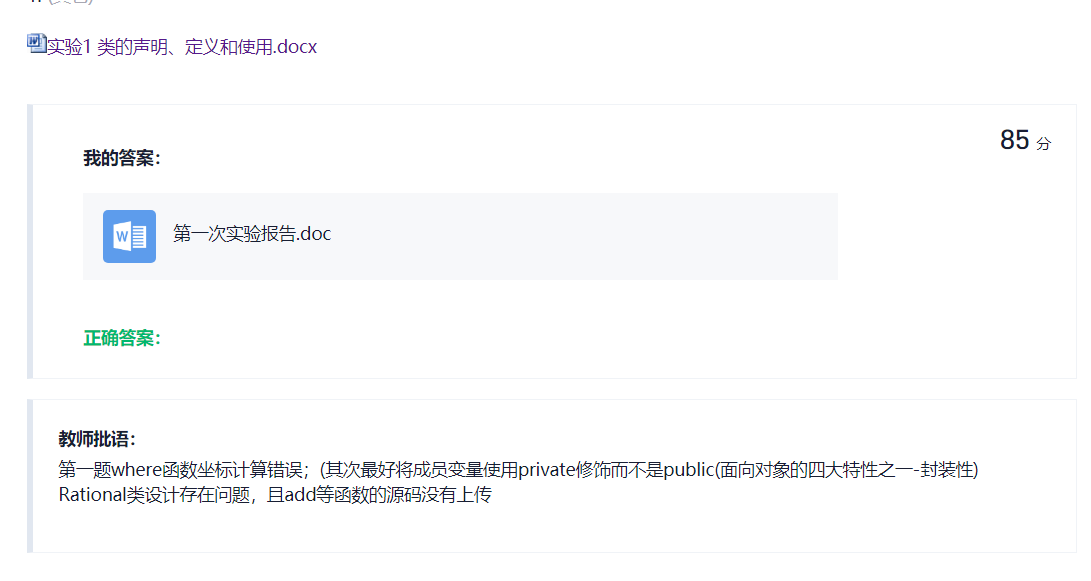 实验1 类的声明、定义和使用.docx
85 分
我的答案：
W
第一次实验报告.doc
正确答案：
教师批语：
第一题where函数坐标计算错误；(其次最好将成员变量使用private修饰而不是public(面向对象的四大特性之一-封装性)
Rational类设计存在问题，且add等函数的源码没有上传